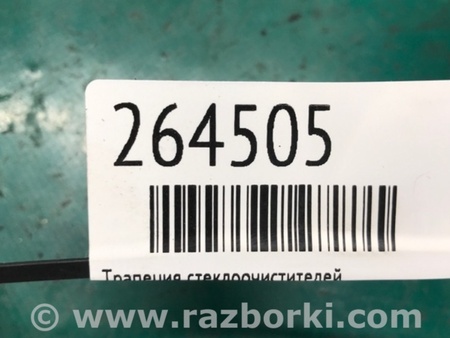 264505
Трапеция стеклоочистителей
© www.razborki.com